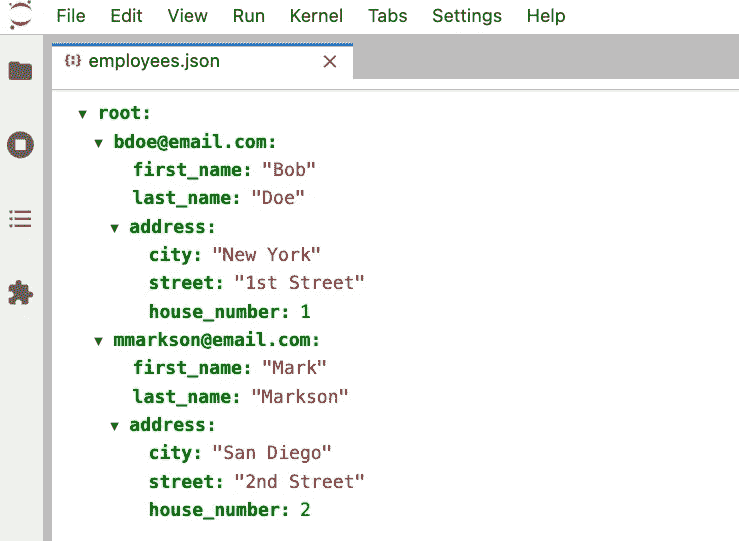 File Edit View Run Kernel Tabs Settings Help
{:} employees.json
root:
bdoe@email.com:
first_name: "Bob"
last_name: "Doe"
address:
city: "New York"
street: "1st Street"
house_number: 1
mmarkson@email.com:
first_name: "Mark"
last_name: "Markson"
address:
city: "San Diego"
street: "2nd Street"
house_number: 2